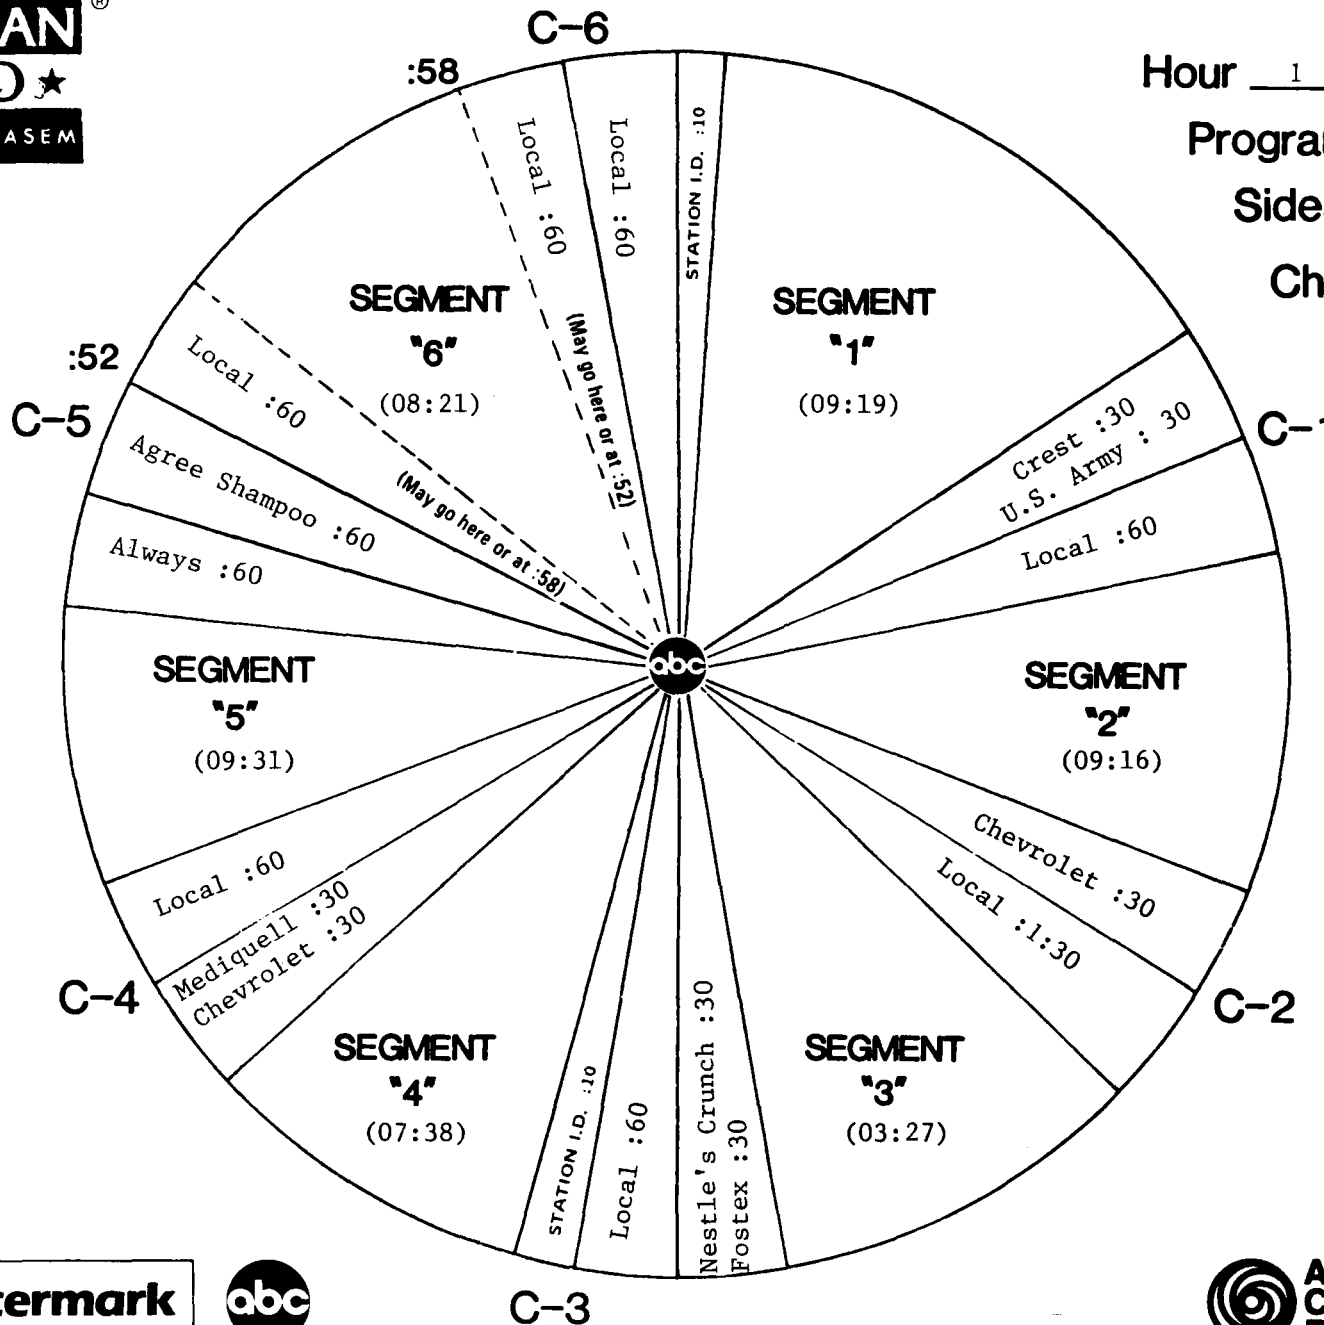 AN ®
ASEM
Hour 1
Progra
Side
Ch
C-6
:58
Local :60
Local :60
STATION I.D. :10
SEGMENT
"1"
(09:19)
Crest :30
U.S. Army : 30
C-1
Local :60
SEGMENT
"2"
(09:16)
Chevrolet :30
Local :1:30
C-2
SEGMENT
"3"
(03:27)
Nestle's Crunch :30
Fostex :30
C-3
Local :60
STATION I.D. :10
SEGMENT
"4"
(07:38)
Mediquell :30
Chevrolet :30
C-4
Local :60
SEGMENT
"5"
(09:31)
Always :60
Agree Shampoo :60
C-5
:52
Local :60
(May go here or at :58)
SEGMENT
"6"
(08:21)
(May go here or at :52)
abc
termark
abc
A
C